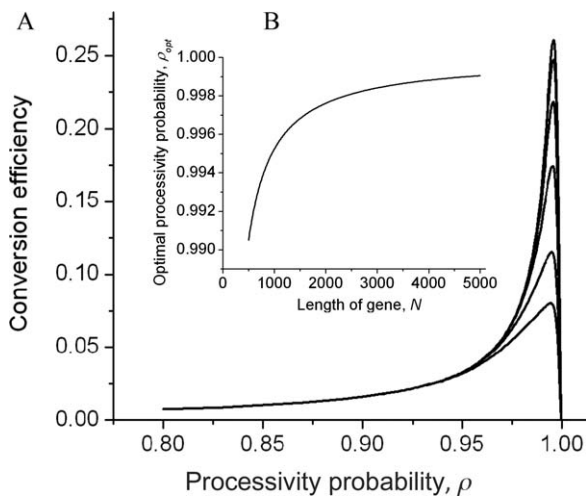 A
B
Conversion efficiency
0.25
0.20
0.15
0.10
0.05
0.00
0.80 0.85 0.90 0.95 1.00
Processivity probability, ρ
Optimal processivity probability, ρopt
1.000
0.998
0.996
0.994
0.992
0.990
0 1000 2000 3000 4000 5000
Length of gene, N